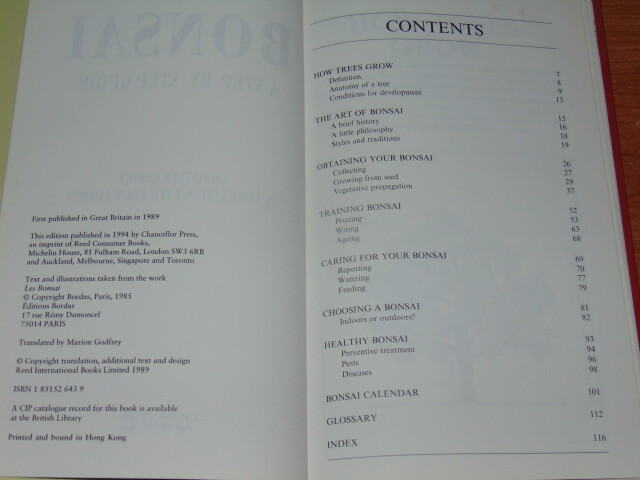 BONSAI
A STEP-BY-STEP GUIDE
First published in Great Britain in 1989
This edition published in 1994 by Chancellor Press,
an imprint of Reed Consumer Books,
Michelin House, 81 Fulham Road, London SW3 6RB
and Auckland, Melbourne, Singapore and Toronto
Text and illustrations taken from the work
Les Bonsai
© Copyright Bordas, Paris, 1985
Éditions Bordas
17 rue Rémy Dumoncel
75014 PARIS
Translated by Marion Godfrey
© Copyright translation, additional text and design
Reed International Books Limited 1989
ISBN 1 85152 643 9
A CIP catalogue record for this book is available
at the British Library
Printed and bound in Hong Kong
CONTENTS
HOW TREES GROW 7
Definition 8
Anatomy of a tree 9
Conditions for development 13
THE ART OF BONSAI 15
A brief history 16
A little philosophy 18
Styles and traditions 19
OBTAINING YOUR BONSAI 26
Collecting 27
Growing from seed 29
Vegetative propagation 37
TRAINING BONSAI 52
Pruning 53
Wiring 63
Ageing 68
CARING FOR YOUR BONSAI 69
Repotting 70
Watering 77
Feeding 79
CHOOSING A BONSAI 81
Indoors or outdoors? 82
HEALTHY BONSAI 93
Preventive treatment 94
Pests 96
Diseases 98
BONSAI CALENDAR 101
GLOSSARY 112
INDEX 116